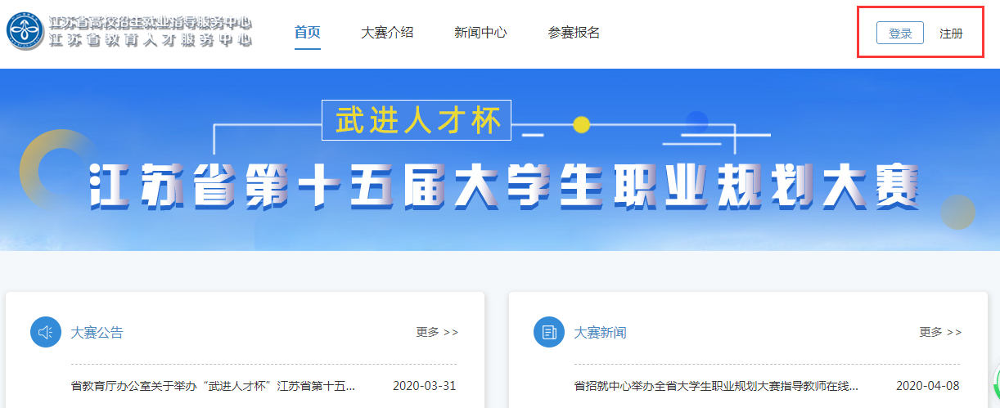 江苏省高校招生就业指导服务中心
江苏省教育人才服务中心
首页 大赛介绍 新闻中心 参赛报名 登录 注册
武进人才杯
江苏省第十五届大学生职业规划大赛
大赛公告 更多 >>
省教育厅办公室关于举办“武进人才杯”江苏省第十五... 2020-03-31
大赛新闻 更多 >>
省招就中心举办全省大学生职业规划大赛指导教师在线... 2020-04-08